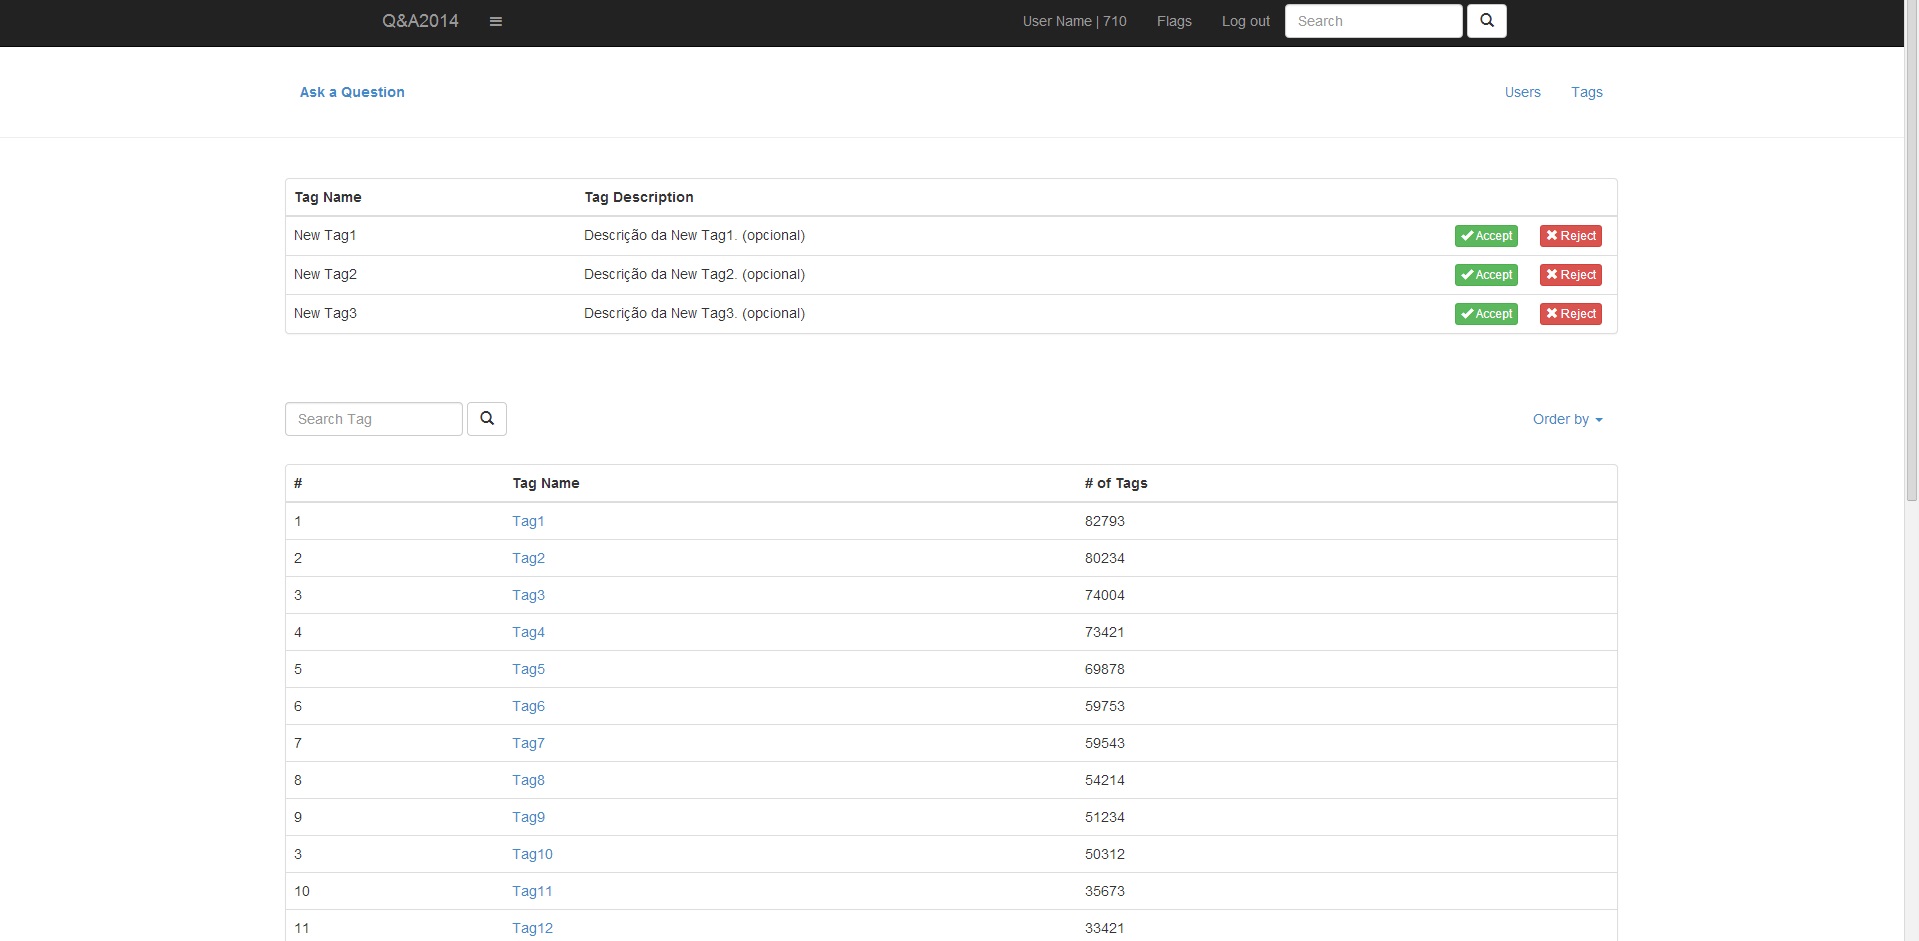 Q&A2014 User Name | 710 Flags Log out Search
Ask a Question Users Tags
Tag Name Tag Description
New Tag1 Descrição da New Tag1. (opcional) Accept Reject
New Tag2 Descrição da New Tag2. (opcional) Accept Reject
New Tag3 Descrição da New Tag3. (opcional) Accept Reject
Search Tag Order by
# Tag Name # of Tags
1 Tag1 82793
2 Tag2 80234
3 Tag3 74004
4 Tag4 73421
5 Tag5 69878
6 Tag6 59753
7 Tag7 59543
8 Tag8 54214
9 Tag9 51234
3 Tag10 50312
10 Tag11 35673
11 Tag12 33421